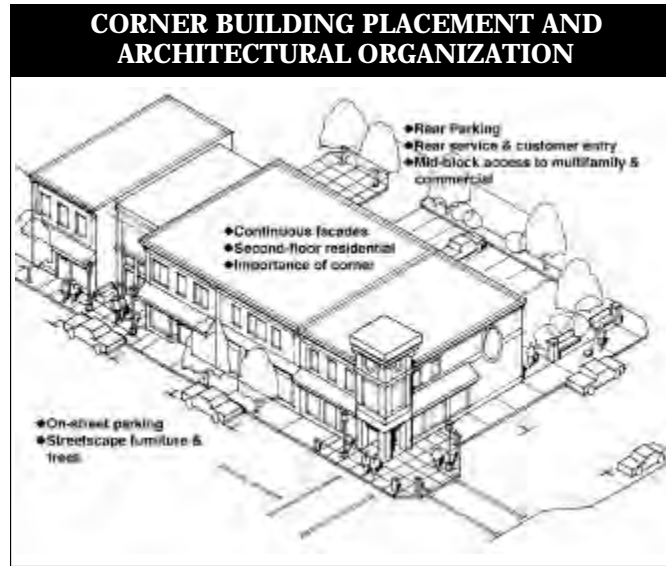 CORNER BUILDING PLACEMENT AND
ARCHITECTURAL ORGANIZATION
◆Rear Parking
◆Rear service & customer entry
◆Mid-block access to multifamily &
commercial
◆Continuous facades
◆Second-floor residential
◆Importance of corner
◆On-street parking
◆Streetscape furniture &
trees